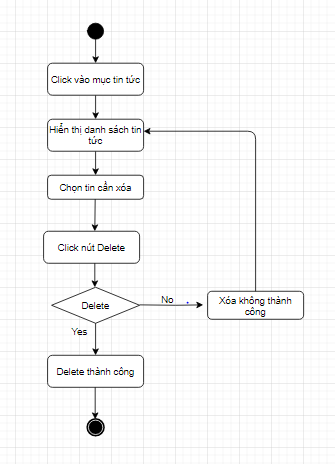 Click vào mục tin tức
Hiển thị danh sách tin
tức
Chọn tin cần xóa
Click nút Delete
Delete
No
Xóa không thành
công
Yes
Delete thành công